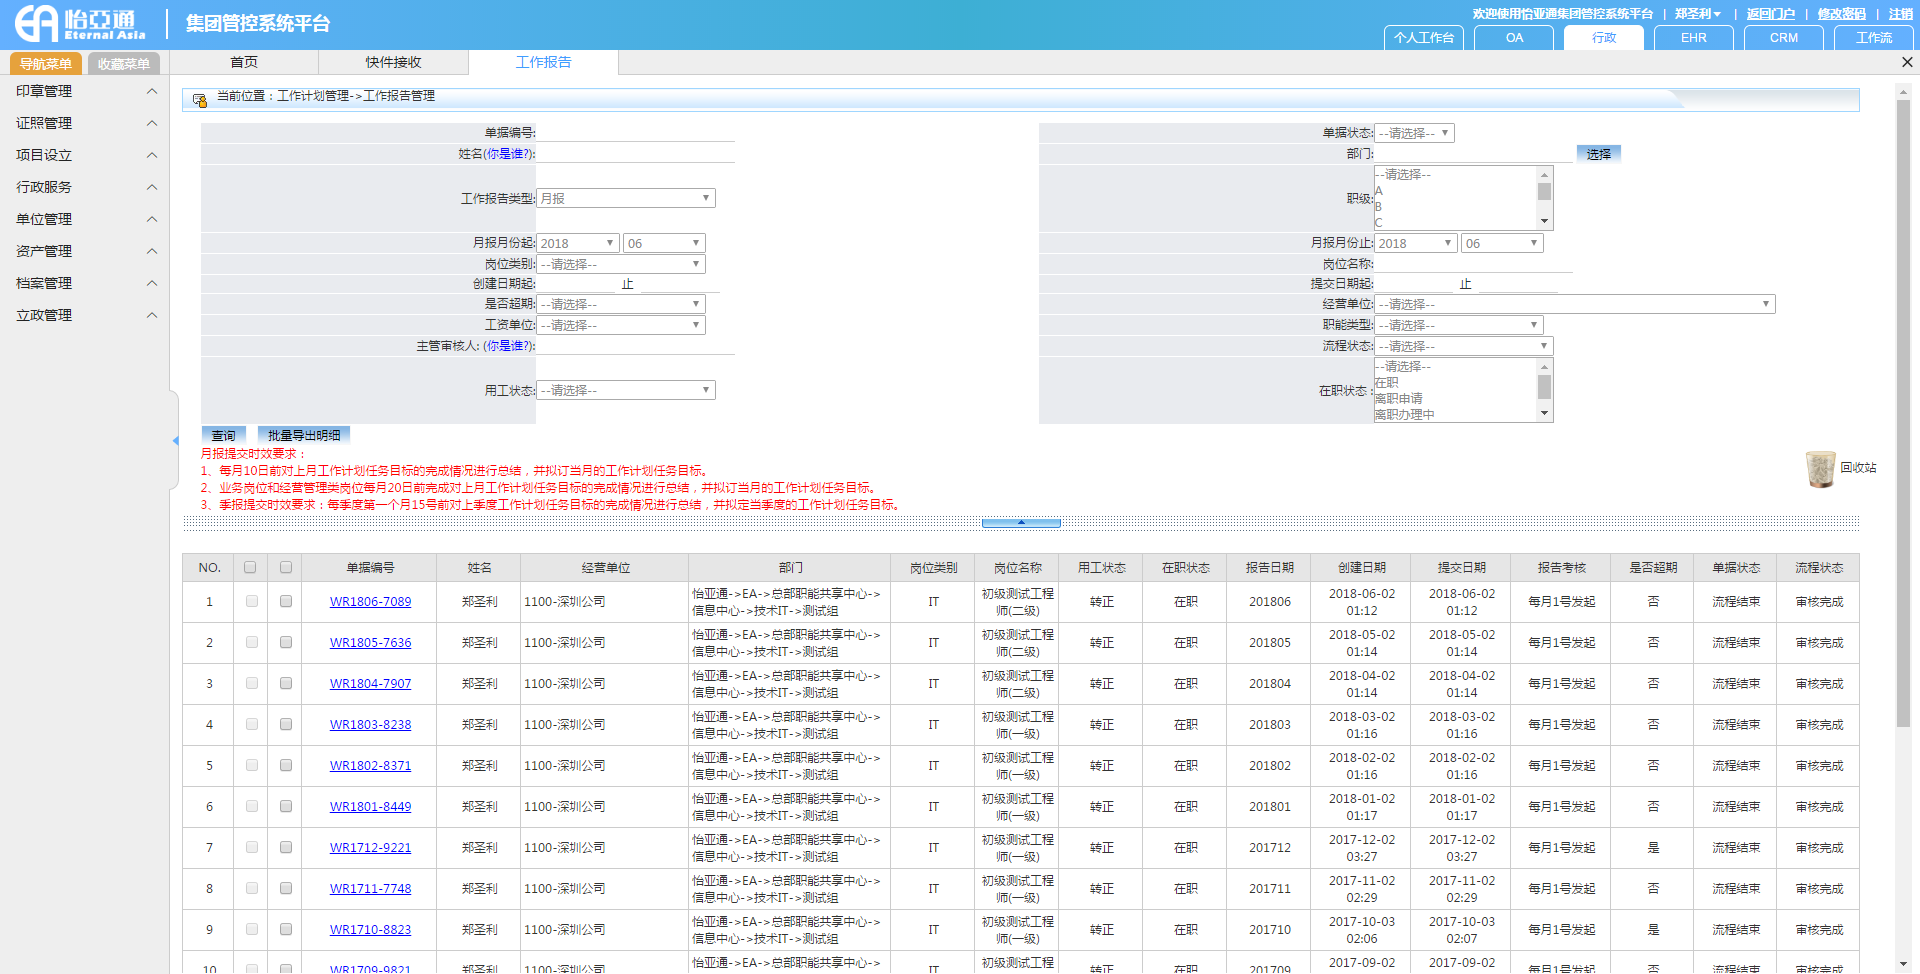 怡亞通 Eternal Asia 集团管控系统平台
欢迎使用怡亚通集团管控系统平台 | 郑圣利 | 返回门户 | 修改密码 | 注销
个人工作台 OA 行政 EHR CRM 工作流
导航菜单 收藏菜单 首页 快件接收 工作报告
印章管理
证照管理
项目设立
行政服务
单位管理
资产管理
档案管理
立政管理
当前位置：工作计划管理->工作报告管理
单据编号: 单据状态: --请选择--
姓名(你是谁?): 部门: 选择
工作报告类型: 月报 职级: --请选择--
A
B
C
月报月份起: 2018 06 月报月份止: 2018 06
岗位类别: --请选择-- 岗位名称:
创建日期起: 止 提交日期起: 止
是否超期: --请选择-- 经营单位: --请选择--
工资单位: --请选择-- 职能类型: --请选择--
主管审核人: (你是谁?): 流程状态: --请选择--
用工状态: --请选择-- 在职状态 : --请选择--
在职
离职申请
离职办理中
查询 批量导出明细
月报提交时效要求：
1、每月10日前对上月工作计划任务目标的完成情况进行总结，并拟订当月的工作计划任务目标。
2、业务岗位和经营管理类岗位每月20日前完成对上月工作计划任务目标的完成情况进行总结，并拟订当月的工作计划任务目标。
3、季报提交时效要求：每季度第一个月15号前对上季度工作计划任务目标的完成情况进行总结，并拟定当季度的工作计划任务目标。
回收站
NO. 单据编号 姓名 经营单位 部门 岗位类别 岗位名称 用工状态 在职状态 报告日期 创建日期 提交日期 报告考核 是否超期 单据状态 流程状态
1 WR1806-7089 郑圣利 1100-深圳公司 怡亚通->EA->总部职能共享中心->信息中心->技术IT->测试组 IT 初级测试工程师(二级) 转正 在职 201806 2018-06-02 01:12 2018-06-02 01:12 每月1号发起 否 流程结束 审核完成
2 WR1805-7636 郑圣利 1100-深圳公司 怡亚通->EA->总部职能共享中心->信息中心->技术IT->测试组 IT 初级测试工程师(二级) 转正 在职 201805 2018-05-02 01:14 2018-05-02 01:14 每月1号发起 否 流程结束 审核完成
3 WR1804-7907 郑圣利 1100-深圳公司 怡亚通->EA->总部职能共享中心->信息中心->技术IT->测试组 IT 初级测试工程师(二级) 转正 在职 201804 2018-04-02 01:14 2018-04-02 01:14 每月1号发起 否 流程结束 审核完成
4 WR1803-8238 郑圣利 1100-深圳公司 怡亚通->EA->总部职能共享中心->信息中心->技术IT->测试组 IT 初级测试工程师(一级) 转正 在职 201803 2018-03-02 01:16 2018-03-02 01:16 每月1号发起 否 流程结束 审核完成
5 WR1802-8371 郑圣利 1100-深圳公司 怡亚通->EA->总部职能共享中心->信息中心->技术IT->测试组 IT 初级测试工程师(一级) 转正 在职 201802 2018-02-02 01:16 2018-02-02 01:16 每月1号发起 否 流程结束 审核完成
6 WR1801-8449 郑圣利 1100-深圳公司 怡亚通->EA->总部职能共享中心->信息中心->技术IT->测试组 IT 初级测试工程师(一级) 转正 在职 201801 2018-01-02 01:17 2018-01-02 01:17 每月1号发起 否 流程结束 审核完成
7 WR1712-9221 郑圣利 1100-深圳公司 怡亚通->EA->总部职能共享中心->信息中心->技术IT->测试组 IT 初级测试工程师(一级) 转正 在职 201712 2017-12-02 03:27 2017-12-02 03:27 每月1号发起 是 流程结束 审核完成
8 WR1711-7748 郑圣利 1100-深圳公司 怡亚通->EA->总部职能共享中心->信息中心->技术IT->测试组 IT 初级测试工程师(一级) 转正 在职 201711 2017-11-02 02:29 2017-11-02 02:29 每月1号发起 否 流程结束 审核完成
9 WR1710-8823 郑圣利 1100-深圳公司 怡亚通->EA->总部职能共享中心->信息中心->技术IT->测试组 IT 初级测试工程师(一级) 转正 在职 201710 2017-10-03 02:06 2017-10-03 02:07 每月1号发起 是 流程结束 审核完成
10 WR1709-9821 郑圣利 1100-深圳公司 怡亚通->EA->总部职能共享中心-> IT 初级测试工程 转正 在职 201709 2017-09-02 2017-09-02 每月1号发起 否 流程结束 审核完成